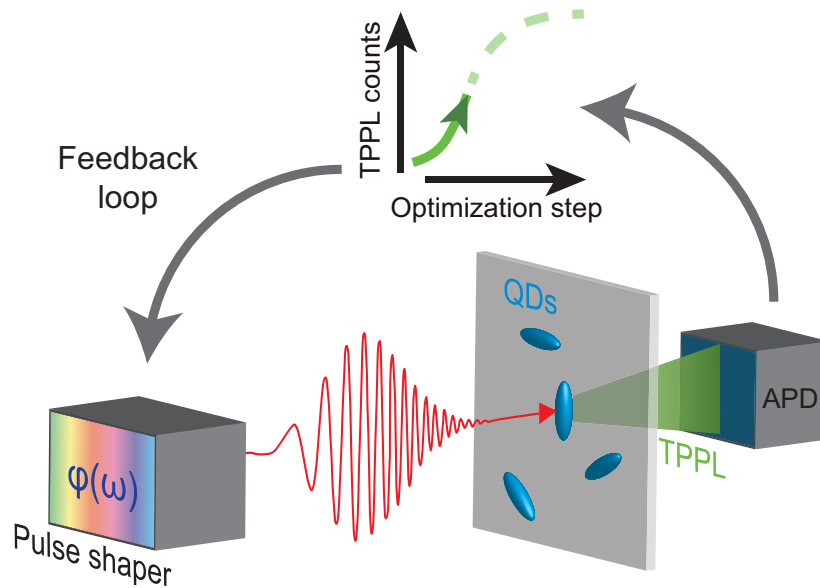 TPPL counts
Optimization step
Feedback
loop
QDs
APD
TPPL
φ(ω)
Pulse shaper